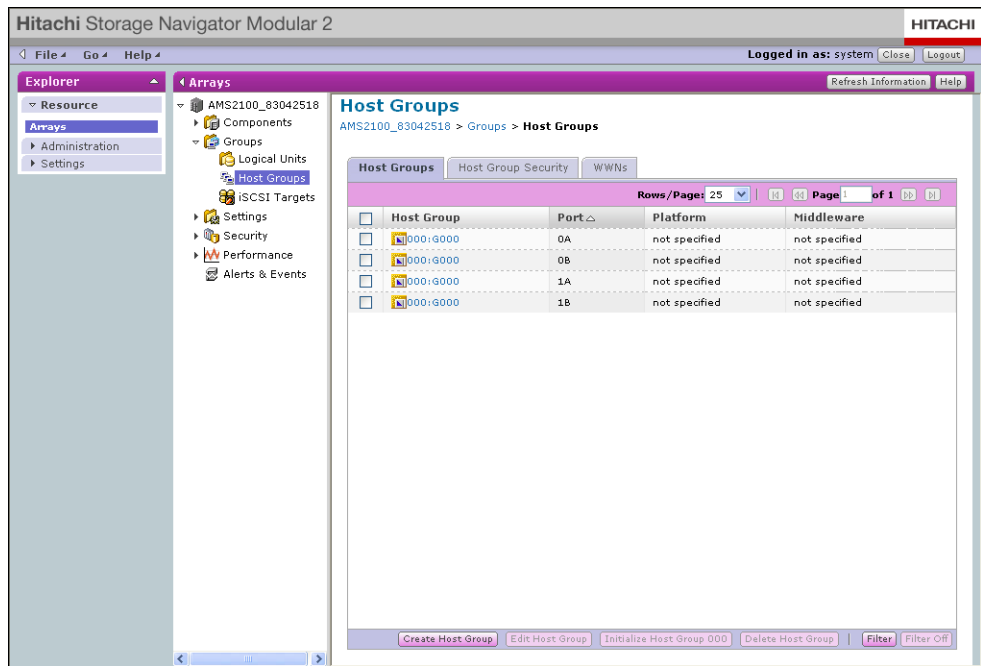 Hitachi Storage Navigator Modular 2
HITACHI
File Go Help
Logged in as: system Close Logout
Explorer
Resource
Arrays
Administration
Settings
Arrays
Refresh Information Help
AMS2100_83042518
Components
Groups
Logical Units
Host Groups
iSCSI Targets
Settings
Security
Performance
Alerts & Events
Host Groups
AMS2100_83042518 > Groups > Host Groups
Host Groups Host Group Security WWNs
Rows/Page: 25 Page 1 of 1
Host Group Port Platform Middleware
000:G000 0A not specified not specified
000:G000 0B not specified not specified
000:G000 1A not specified not specified
000:G000 1B not specified not specified
Create Host Group Edit Host Group Initialize Host Group 000 Delete Host Group | Filter Filter Off